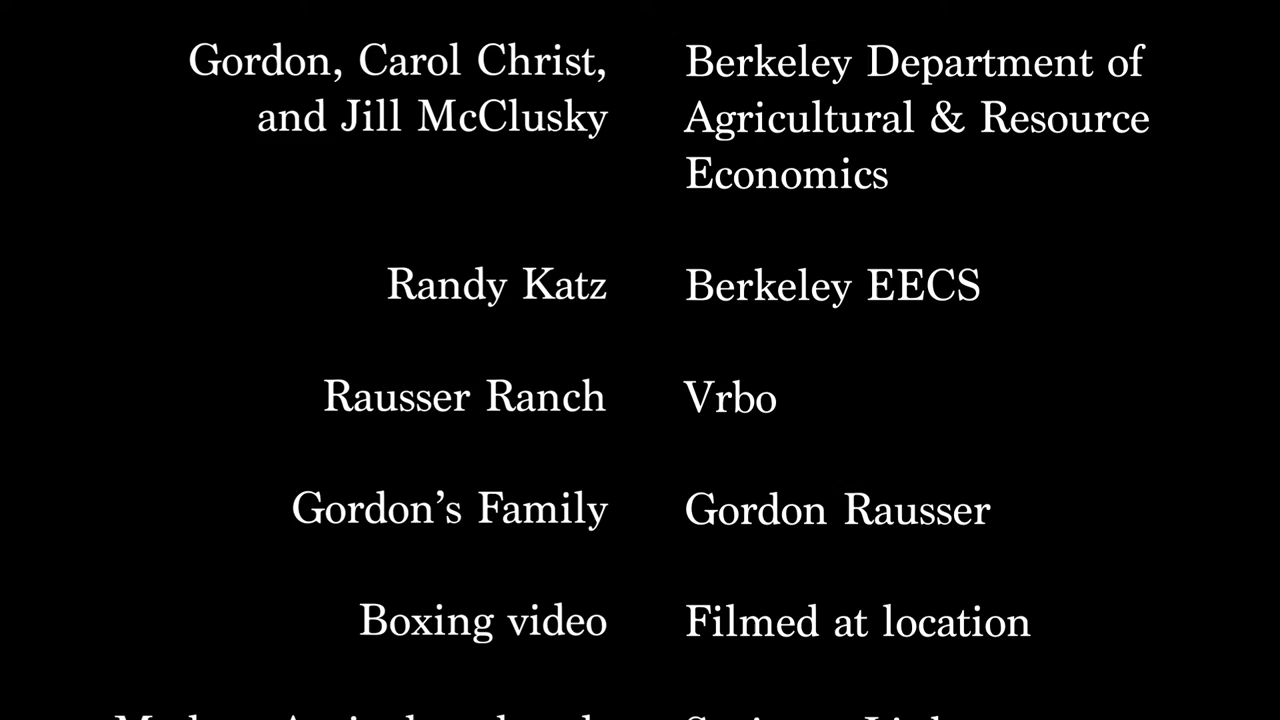 Gordon, Carol Christ,
and Jill McClusky
Berkeley Department of
Agricultural & Resource
Economics
Randy Katz
Berkeley EECS
Rausser Ranch
Vrbo
Gordon’s Family
Gordon Rausser
Boxing video
Filmed at location